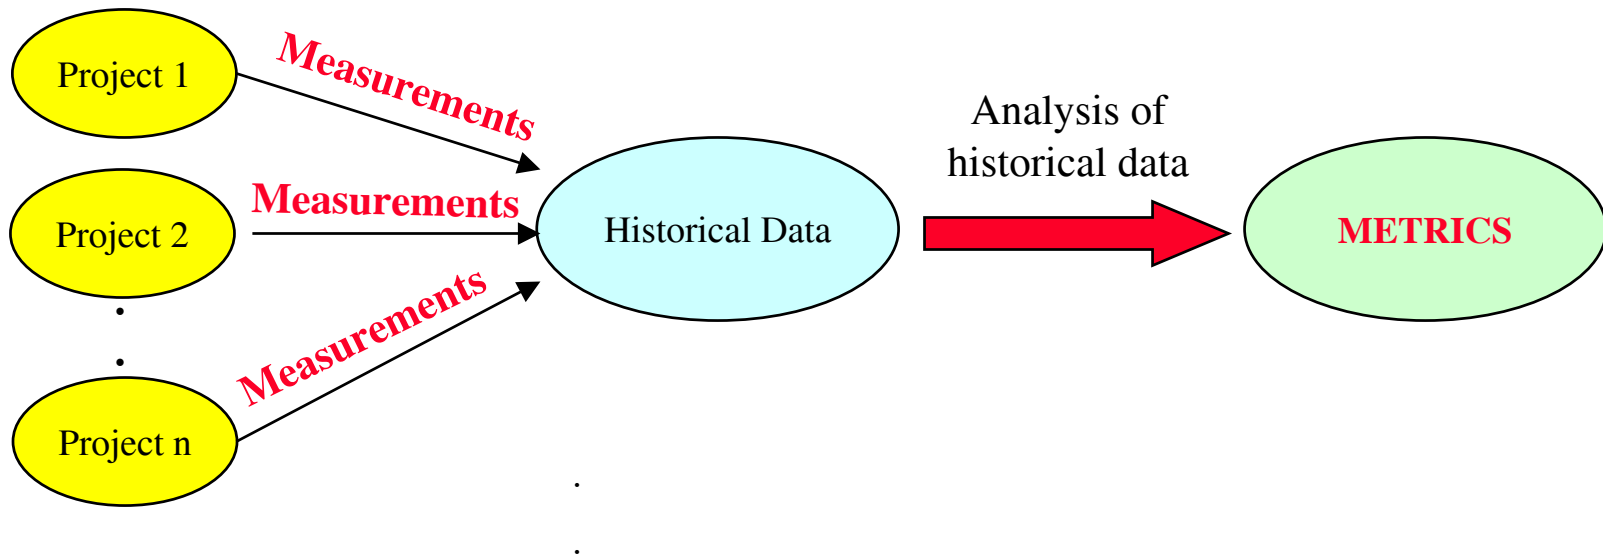 Project 1
Measurements
Project 2
Measurements
.
.
Project n
Measurements
Historical Data
Analysis of
historical data
METRICS
.
.